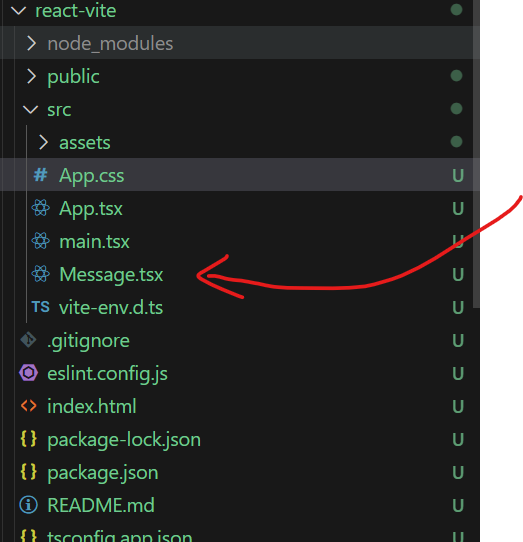 react-vite
node_modules
public
src
assets
# App.css U
App.tsx U
main.tsx U
Message.tsx U
TS vite-env.d.ts U
.gitignore U
eslint.config.js U
<> index.html U
{} package-lock.json U
{} package.json U
README.md U
{} tsconfig.app.json U